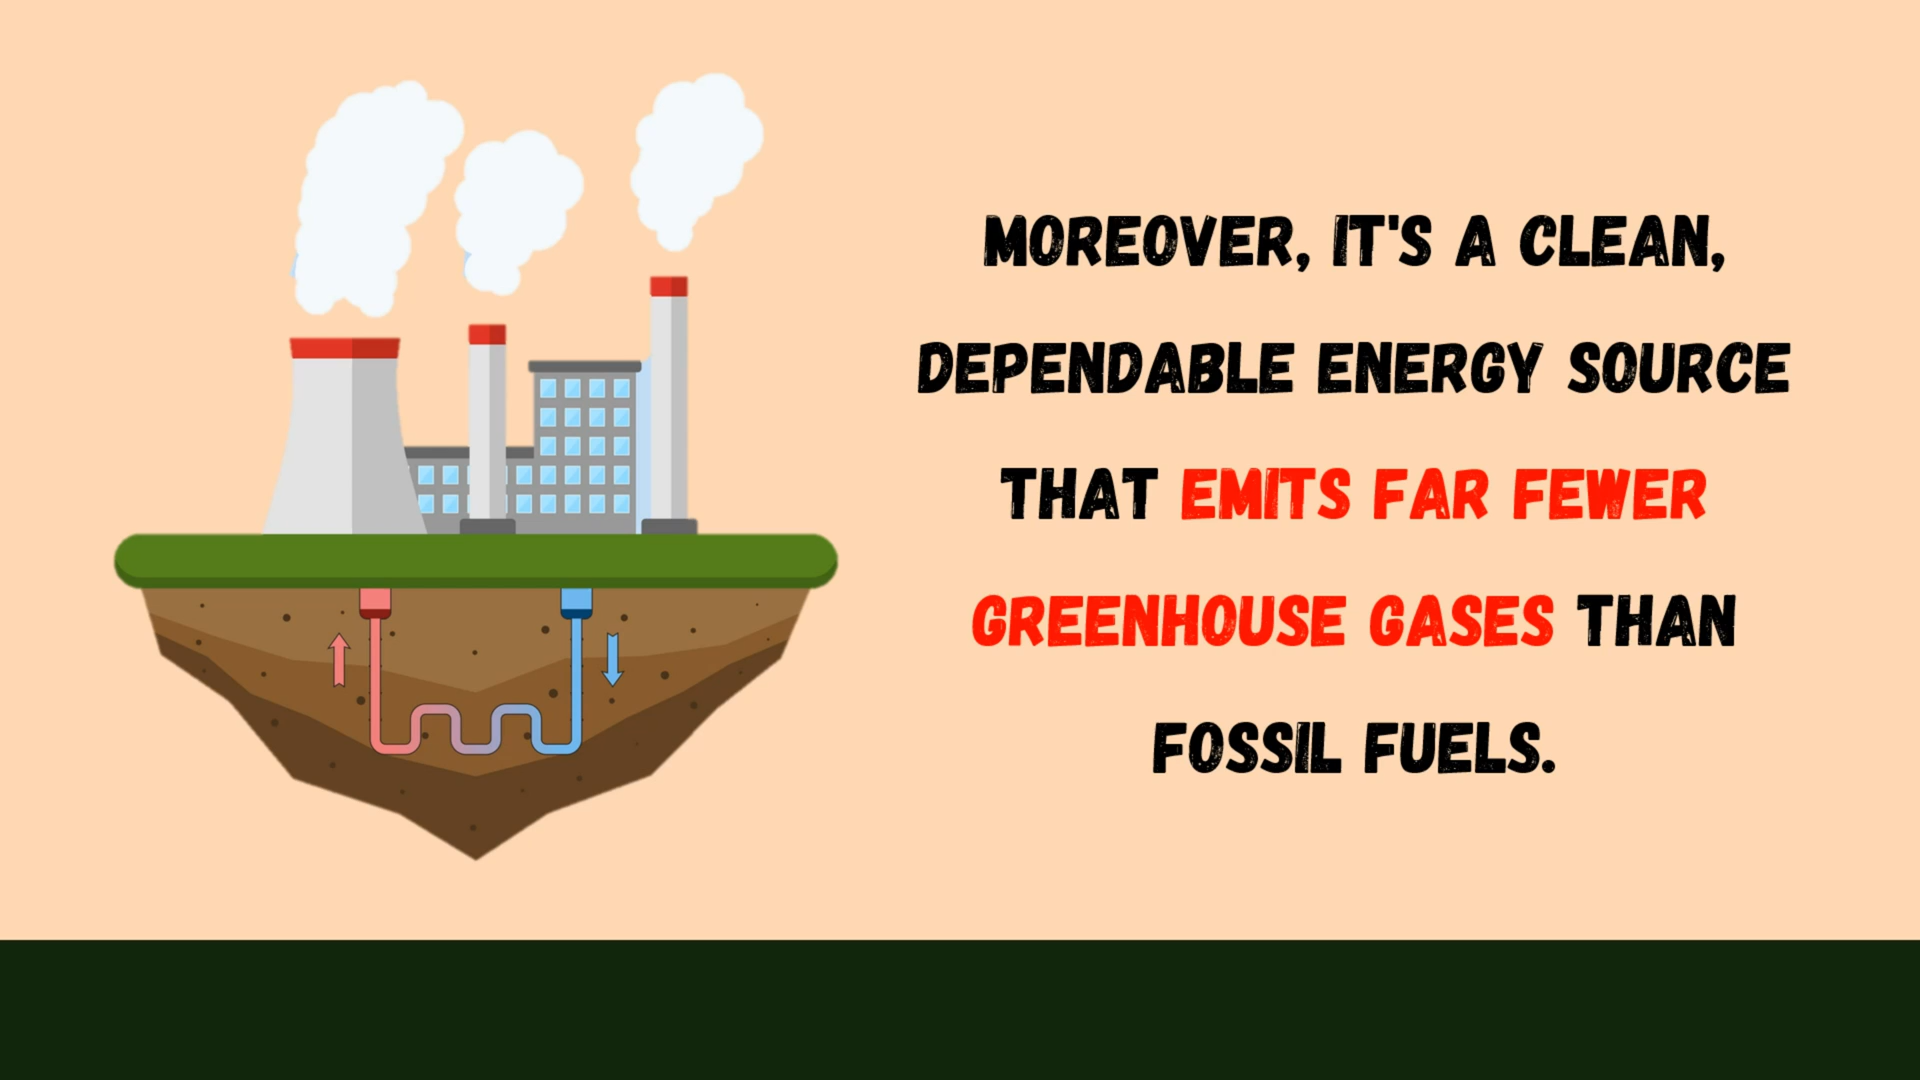 MOREOVER, IT'S A CLEAN,
DEPENDABLE ENERGY SOURCE
THAT EMITS FAR FEWER
GREENHOUSE GASES THAN
FOSSIL FUELS.